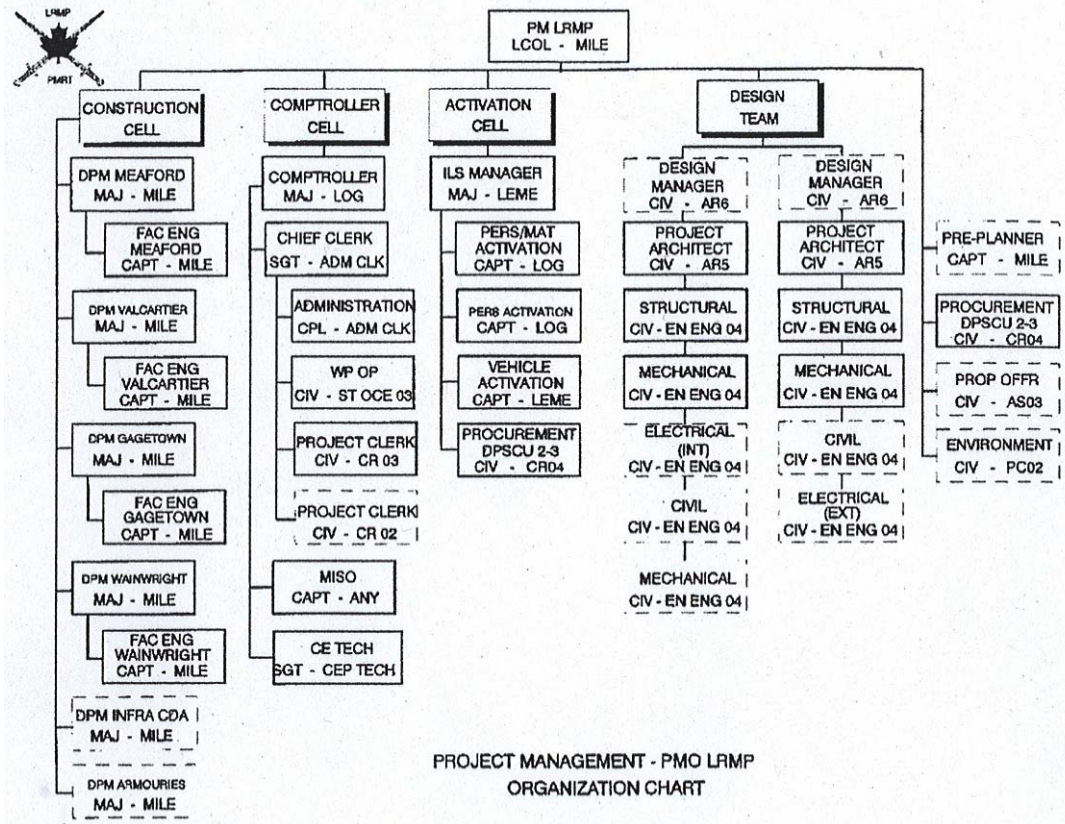 LRMP
PMRT
PM LRMP
LCOL - MILE
CONSTRUCTION
CELL
DPM MEAFORD
MAJ - MILE
FAC ENG
MEAFORD
CAPT - MILE
DPM VALCARTIER
MAJ - MILE
FAC ENG
VALCARTIER
CAPT - MILE
DPM GAGETOWN
MAJ - MILE
FAC ENG
GAGETOWN
CAPT - MILE
DPM WAINWRIGHT
MAJ - MILE
FAC ENG
WAINWRIGHT
CAPT - MILE
DPM INFRA CDA
MAJ - MILE
DPM ARMOURIES
MAJ - MILE
COMPTROLLER
CELL
COMPTROLLER
MAJ - LOG
CHIEF CLERK
SGT - ADM CLK
ADMINISTRATION
CPL - ADM CLK
WP OP
CIV - ST OCE 03
PROJECT CLERK
CIV - CR 03
PROJECT CLERK
CIV - CR 02
MISO
CAPT - ANY
CE TECH
SGT - CEP TECH
ACTIVATION
CELL
ILS MANAGER
MAJ - LEME
PERS/MAT
ACTIVATION
CAPT - LOG
PERS ACTIVATION
CAPT - LOG
VEHICLE
ACTIVATION
CAPT - LEME
PROCUREMENT
DPSCU 2-3
CIV - CR04
DESIGN
TEAM
DESIGN
MANAGER
CIV - AR6
PROJECT
ARCHITECT
CIV - AR5
STRUCTURAL
CIV - EN ENG 04
MECHANICAL
CIV - EN ENG 04
ELECTRICAL
(INT)
CIV - EN ENG 04
CIVIL
CIV - EN ENG 04
MECHANICAL
CIV - EN ENG 04
DESIGN
MANAGER
CIV - AR6
PROJECT
ARCHITECT
CIV - AR5
STRUCTURAL
CIV - EN ENG 04
MECHANICAL
CIV - EN ENG 04
CIVIL
CIV - EN ENG 04
ELECTRICAL
(EXT)
CIV - EN ENG 04
PRE-PLANNER
CAPT - MILE
PROCUREMENT
DPSCU 2-3
CIV - CR04
PROP OFFR
CIV - AS03
ENVIRONMENT
CIV - PC02
PROJECT MANAGEMENT - PMO LRMP
ORGANIZATION CHART